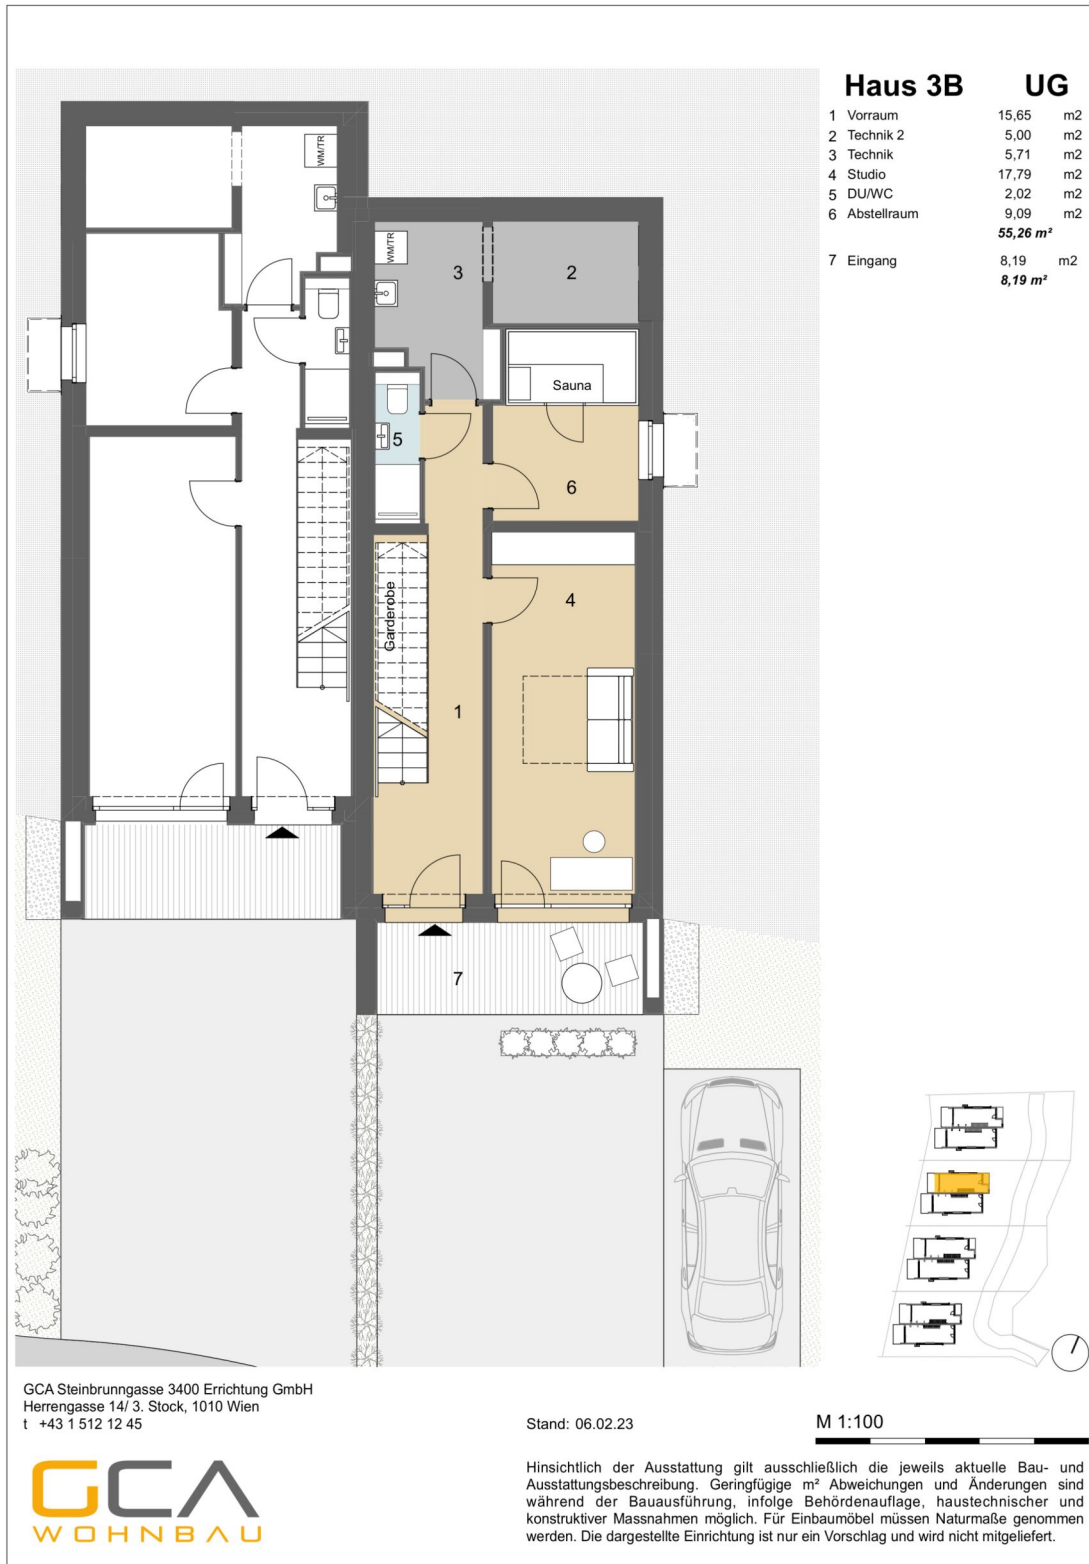 Haus 3B UG
1 Vorraum 15,65 m2
2 Technik 2 5,00 m2
3 Technik 5,71 m2
4 Studio 17,79 m2
5 DU/WC 2,02 m2
6 Abstellraum 9,09 m2
55,26 m²
7 Eingang 8,19 m2
8,19 m²
WM/TR
WM/TR
3
2
Sauna
5
6
Garderobe
4
1
7
GCA Steinbrunngasse 3400 Errichtung GmbH
Herrengasse 14/ 3. Stock, 1010 Wien
t +43 1 512 12 45
GCA
WOHNBAU
Stand: 06.02.23
M 1:100
Hinsichtlich der Ausstattung gilt ausschließlich die jeweils aktuelle Bau- und
Ausstattungsbeschreibung. Geringfügige m² Abweichungen und Änderungen sind
während der Bauausführung, infolge Behördenauflage, haustechnischer und
konstruktiver Massnahmen möglich. Für Einbaumöbel müssen Naturmaße genommen
werden. Die dargestellte Einrichtung ist nur ein Vorschlag und wird nicht mitgeliefert.